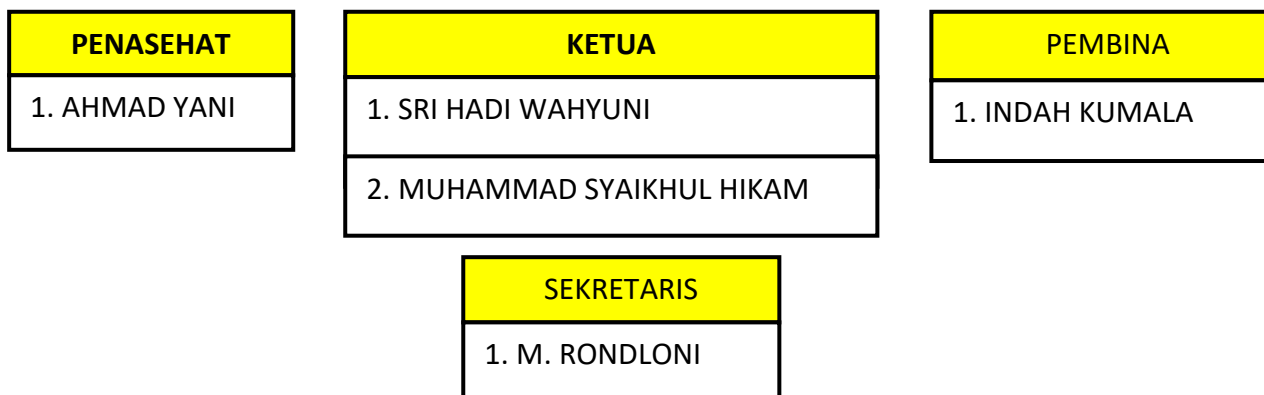 PENASEHAT
1. AHMAD YANI
KETUA
1. SRI HADI WAHYUNI
2. MUHAMMAD SYAIKHUL HIKAM
PEMBINA
1. INDAH KUMALA
SEKRETARIS
1. M. RONDLONI